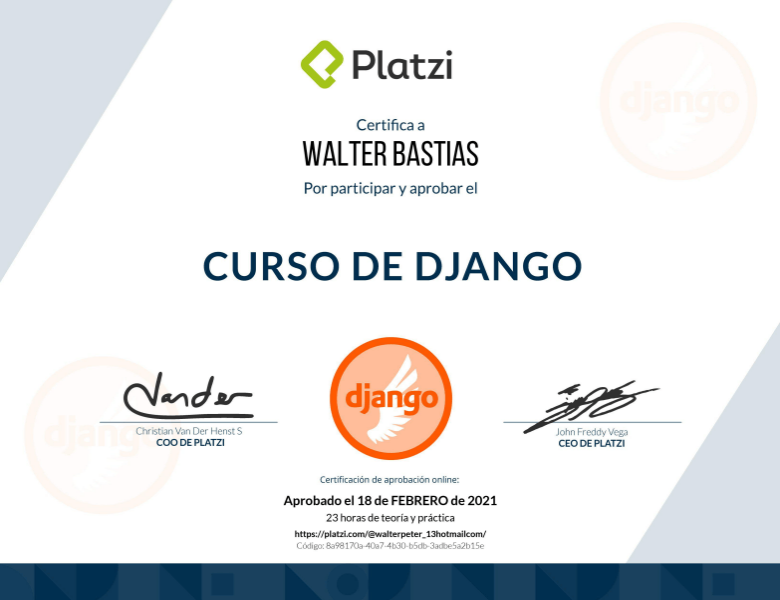 Platzi
django
Certifica a
WALTER BASTIAS
Por participar y aprobar el
CURSO DE DJANGO
django
django
Vander
Christian Van Der Henst S
COO DE PLATZI
John Freddy Vega
CEO DE PLATZI
Certificación de aprobación online:
Aprobado el 18 de FEBRERO de 2021
23 horas de teoría y práctica
https://platzi.com/@walterpeter_13hotmailcom/
Código: 8a98170a-40a7-4b30-b5db-3adbe5a2b15e